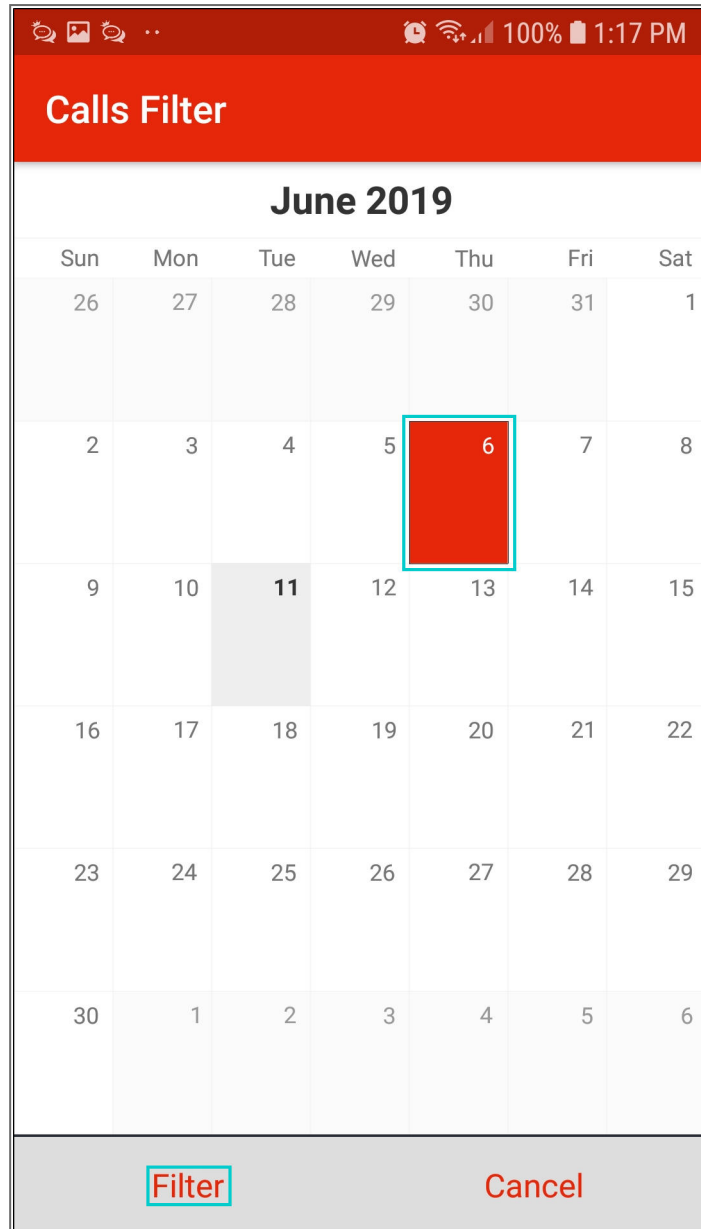 100% 1:17 PM
Calls Filter
June 2019
Sun Mon Tue Wed Thu Fri Sat
26 27 28 29 30 31 1
2 3 4 5 6 7 8
9 10 11 12 13 14 15
16 17 18 19 20 21 22
23 24 25 26 27 28 29
30 1 2 3 4 5 6
Filter Cancel